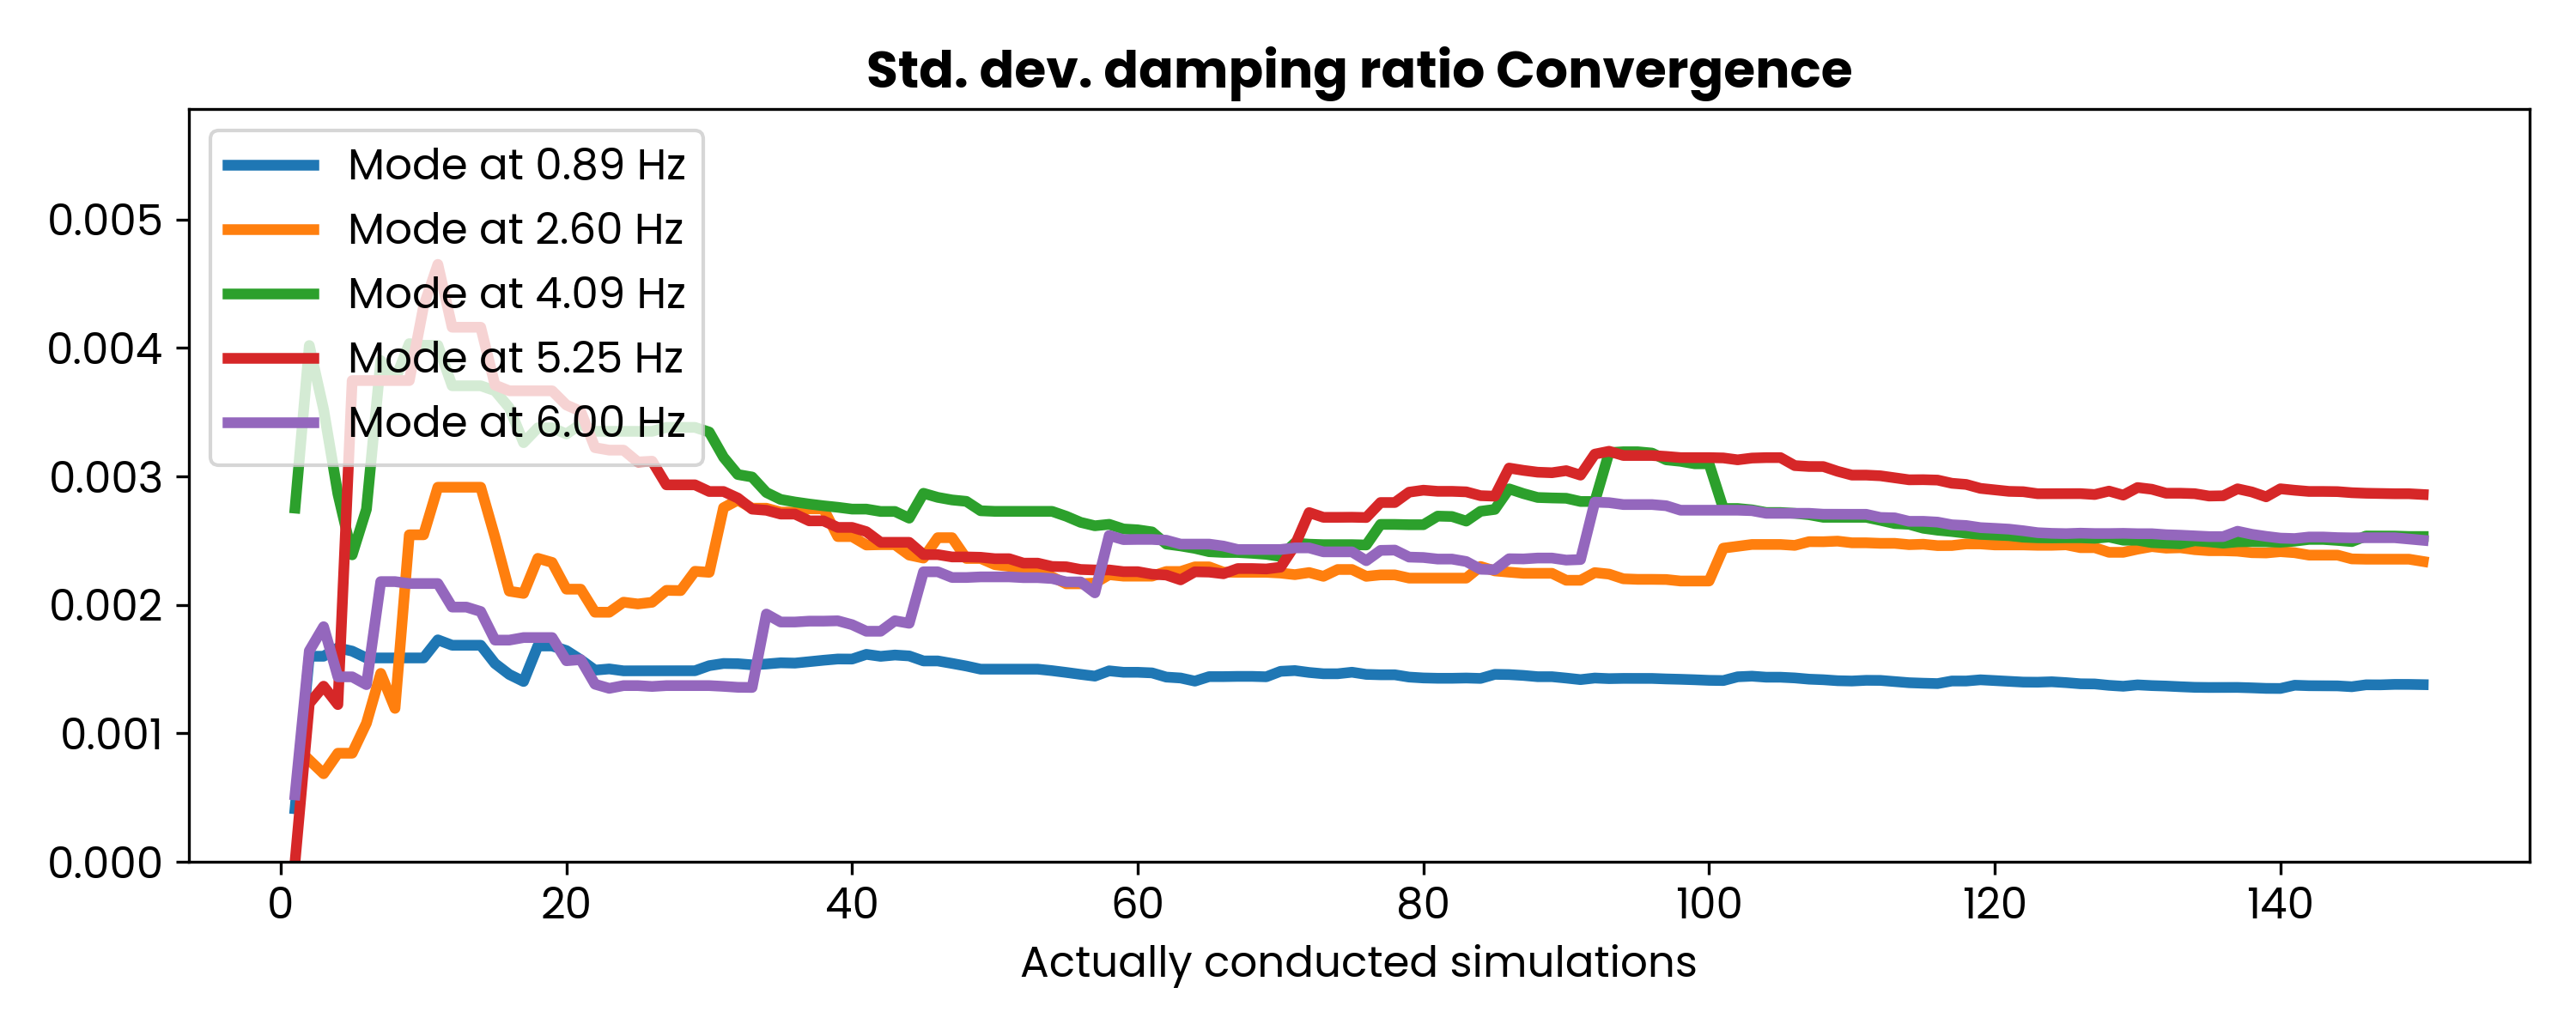 Std. dev. damping ratio Convergence
Mode at 0.89 Hz
Mode at 2.60 Hz
Mode at 4.09 Hz
Mode at 5.25 Hz
Mode at 6.00 Hz
0.005
0.004
0.003
0.002
0.001
0.000
0 20 40 60 80 100 120 140
Actually conducted simulations